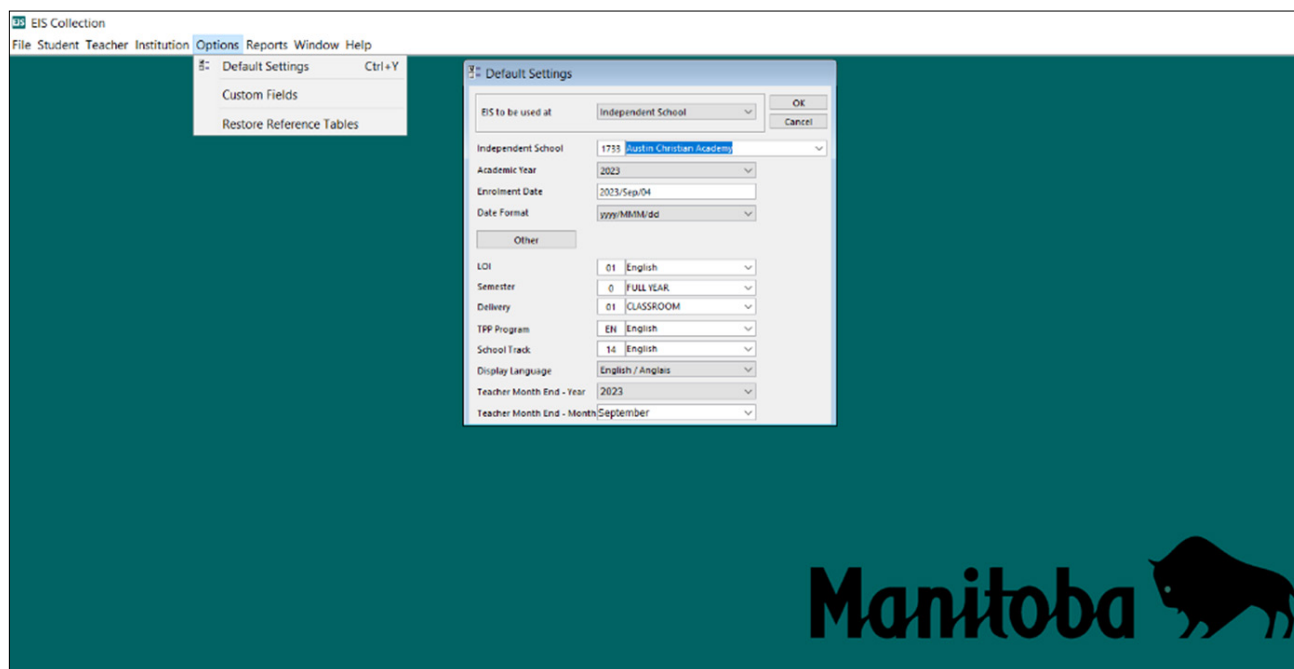 EIS EIS Collection
File Student Teacher Institution Options Reports Window Help
Default Settings Ctrl+Y
Custom Fields
Restore Reference Tables
Default Settings
EIS to be used at Independent School
OK
Cancel
Independent School 1733 Austin Christian Academy
Academic Year 2023
Enrolment Date 2023/Sep/04
Date Format yyyy/MMM/dd
Other
LOI 01 English
Semester 0 FULL YEAR
Delivery 01 CLASSROOM
TPP Program EN English
School Track 14 English
Display Language English / Anglais
Teacher Month End - Year 2023
Teacher Month End - Month September
Manitoba